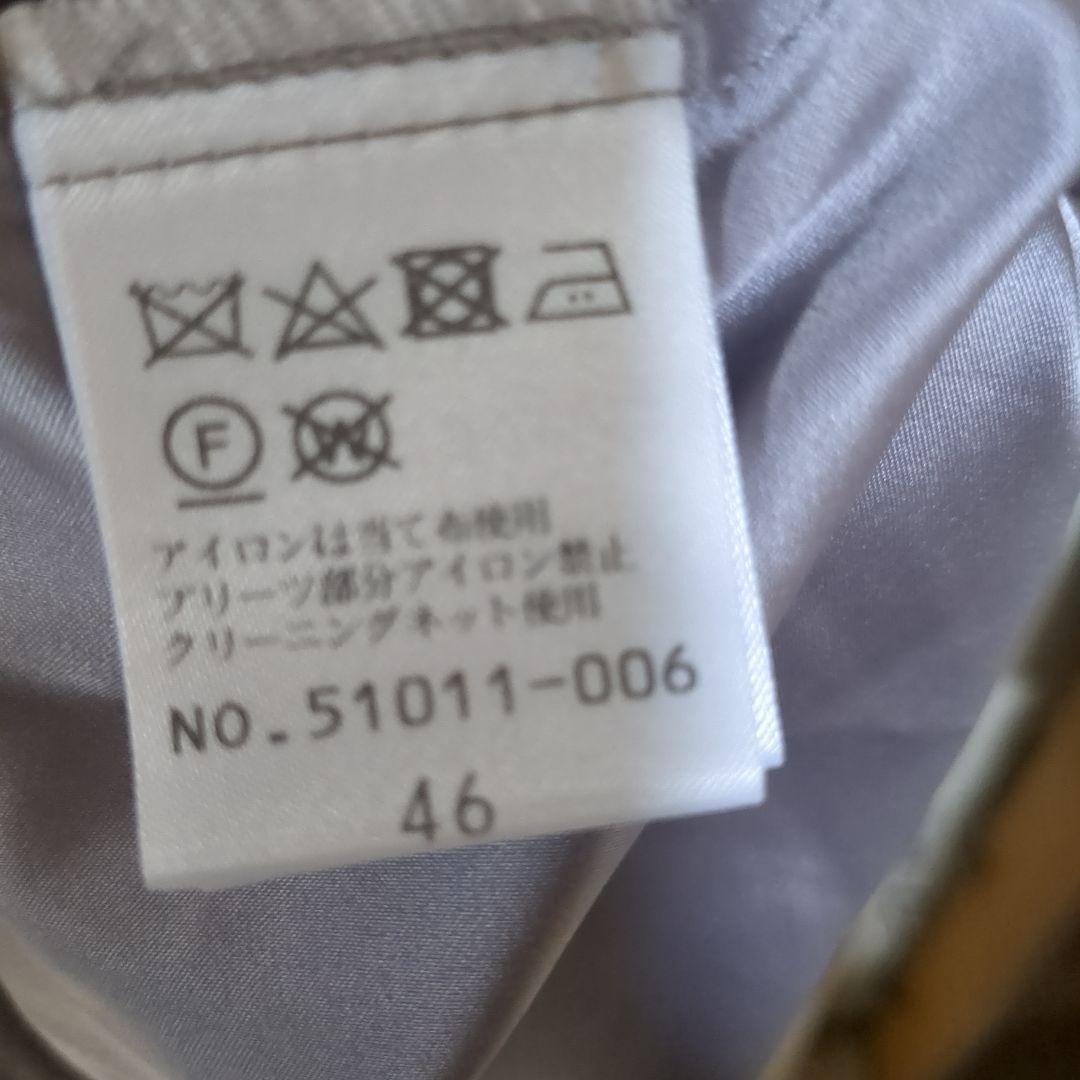 F W
アイロンは当て布使用
プリーツ部分アイロン禁止
クリーニングネット使用
NO.51011-006
46